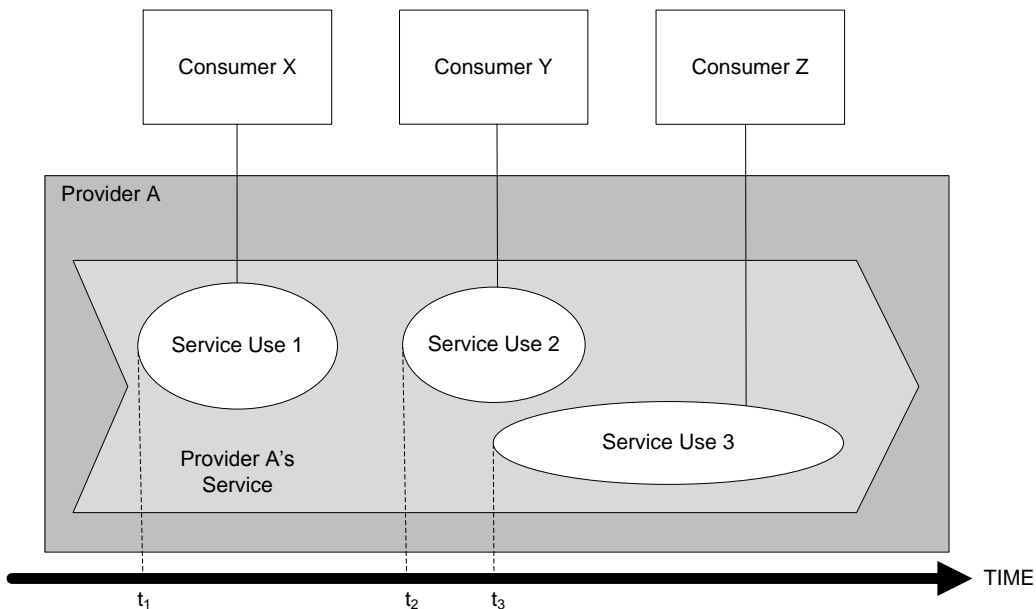 Consumer X
Consumer Y
Consumer Z
Provider A
Service Use 1
Service Use 2
Service Use 3
Provider A's
Service
TIME
t1
t2
t3